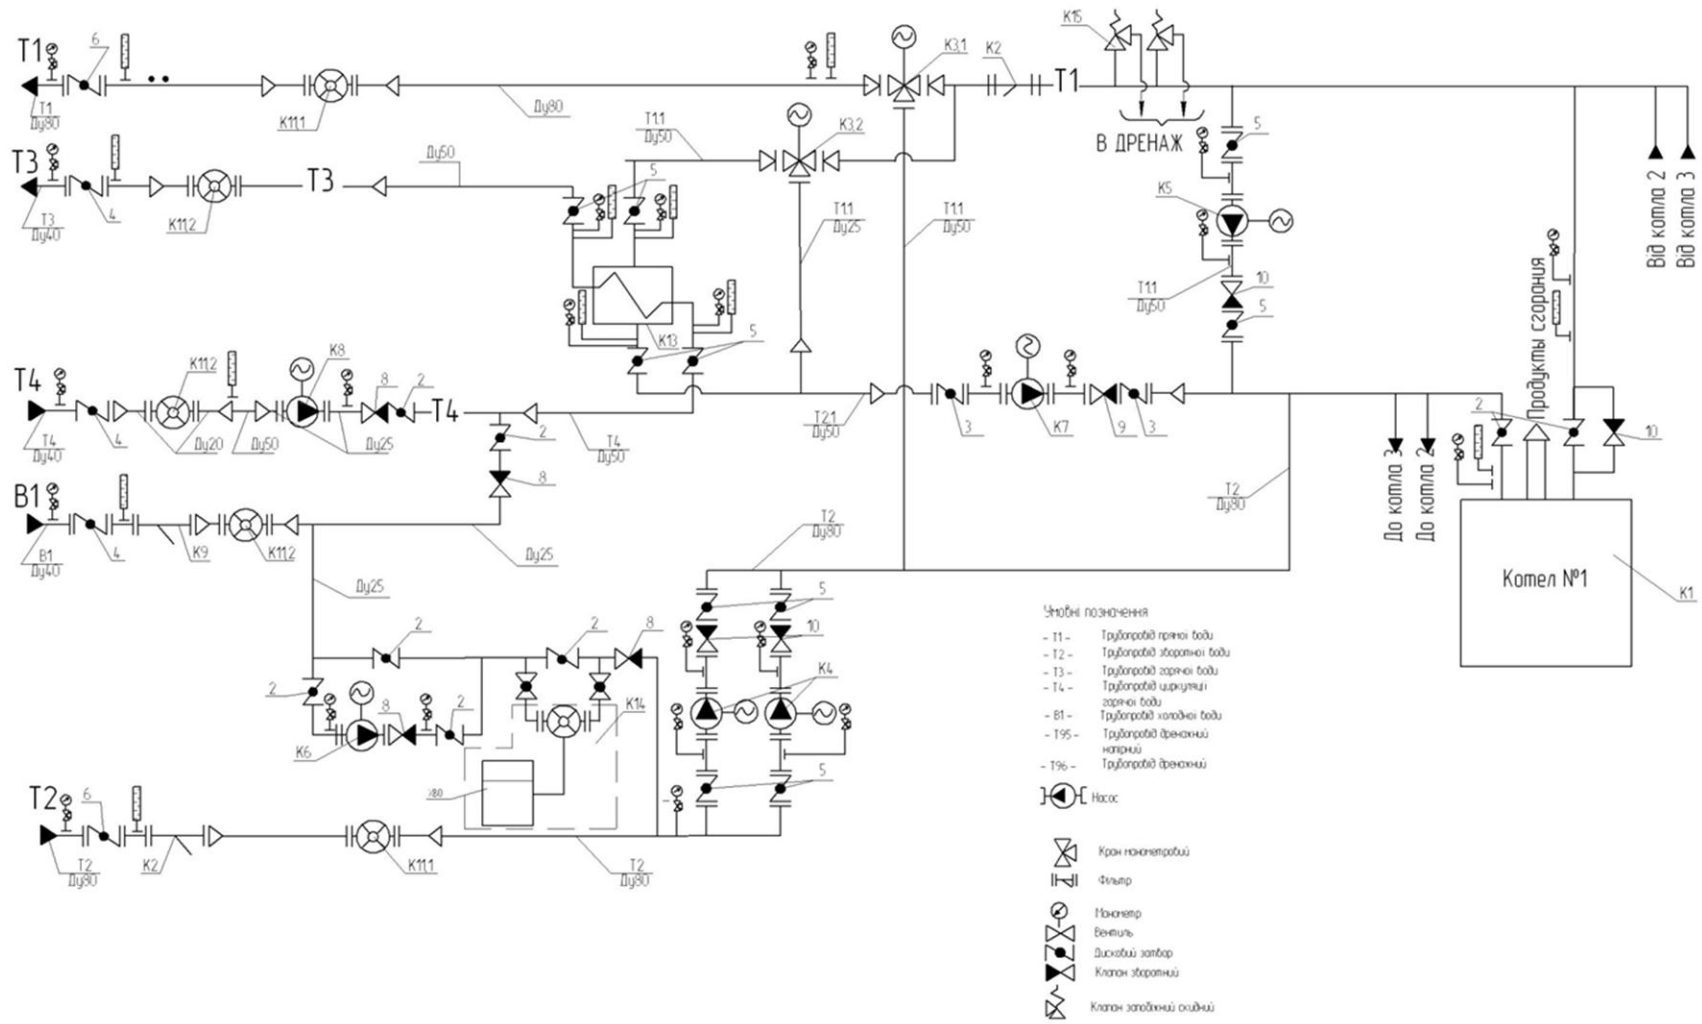 T1
6
К3,1
К2
T1
К15
T1
Ду80
К11,1
Ду80
К3,2
T1.1
Ду50
В ДРЕНАЖ
5
T3
Ду50
T3
5
К5
T3
Ду40
4
К11,2
T1.1
Ду25
T1.1
Ду50
Від котла 2
Від котла 3
T1.1
Ду50
10
5
Продукты сгорания
К13
5
T4
К11,2
К8
8
2
T4
К7
T4
Ду40
4
Ду20
Ду50
Ду25
2
T4
Ду50
T2.1
Ду50
3
9
3
До котла 3
До котла 2
2
10
8
B1
B1
Ду40
4
К9
К11,2
Ду25
T2
Ду80
T2
Ду80
Котел №1
К1
Ду25
5
2
2
8
10
2
8
2
К14
К4
К6
5
T2
6
T2
Ду80
К2
К11,1
T2
Ду80
Умовні позначення
- T1 - Трубопровід прямої води
- T2 - Трубопровід зворотної води
- T3 - Трубопровід гарячої води
- T4 - Трубопровід циркуляції
гарячої води
- B1 - Трубопровід холодної води
- T95 - Трубопровід дренажний
напірний
- T96 - Трубопровід дренажний
Насос
Кран манометровий
Фільтр
Манометр
Вентиль
Дисковий затвор
Клапан зворотний
Клапан запобіжний скидний